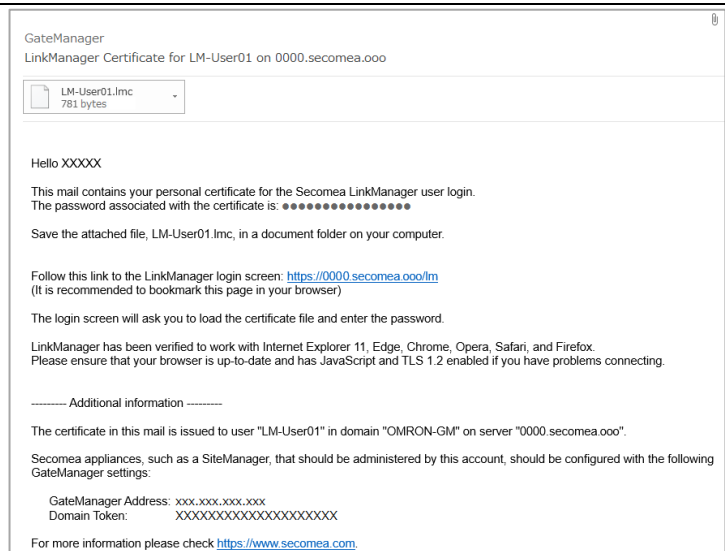 GateManager
LinkManager Certificate for LM-User01 on 0000.secomea.ooo
LM-User01.lmc
781 bytes
Hello XXXXX
This mail contains your personal certificate for the Secomea LinkManager user login.
The password associated with the certificate is: ●●●●●●●●●●●●●●●●
Save the attached file, LM-User01.lmc, in a document folder on your computer.
Follow this link to the LinkManager login screen: https://0000.secomea.ooo/lm
(It is recommended to bookmark this page in your browser)
The login screen will ask you to load the certificate file and enter the password.
LinkManager has been verified to work with Internet Explorer 11, Edge, Chrome, Opera, Safari, and Firefox.
Please ensure that your browser is up-to-date and has JavaScript and TLS 1.2 enabled if you have problems connecting.
--------- Additional information ---------
The certificate in this mail is issued to user "LM-User01" in domain "OMRON-GM" on server "0000.secomea.ooo".
Secomea appliances, such as a SiteManager, that should be administered by this account, should be configured with the following
GateManager settings:
GateManager Address: xxx.xxx.xxx.xxx
Domain Token: XXXXXXXXXXXXXXXXXXXX
For more information please check https://www.secomea.com.